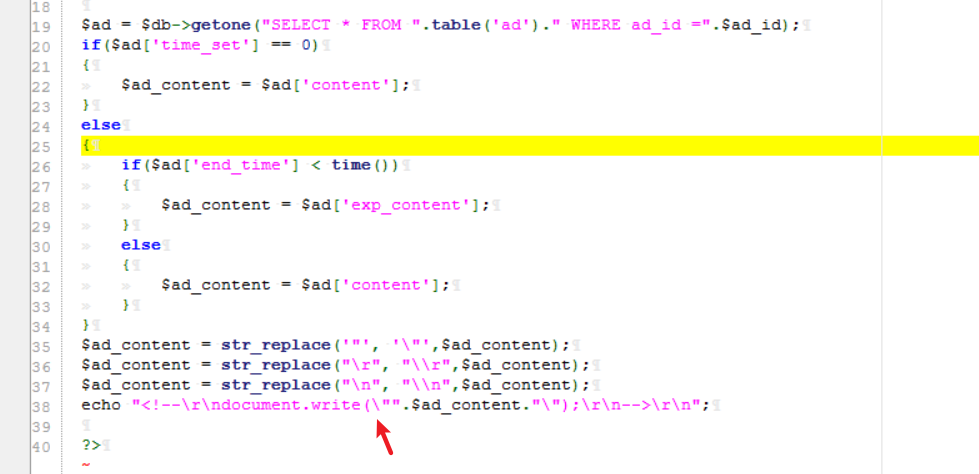 18
19 $ad = $db->getone("SELECT * FROM ".table('ad')." WHERE ad_id =".$ad_id);
20 if($ad['time_set'] == 0)
21 {
22 $ad_content = $ad['content'];
23 }
24 else
25 {
26 if($ad['end_time'] < time())
27 {
28 $ad_content = $ad['exp_content'];
29 }
30 else
31 {
32 $ad_content = $ad['content'];
33 }
34 }
35 $ad_content = str_replace('"', '\"',$ad_content);
36 $ad_content = str_replace("\r", "\\r",$ad_content);
37 $ad_content = str_replace("\n", "\\n",$ad_content);
38 echo "<!--\r\ndocument.write(\"".$ad_content."\");\r\n-->\r\n";
39
40 ?>
~